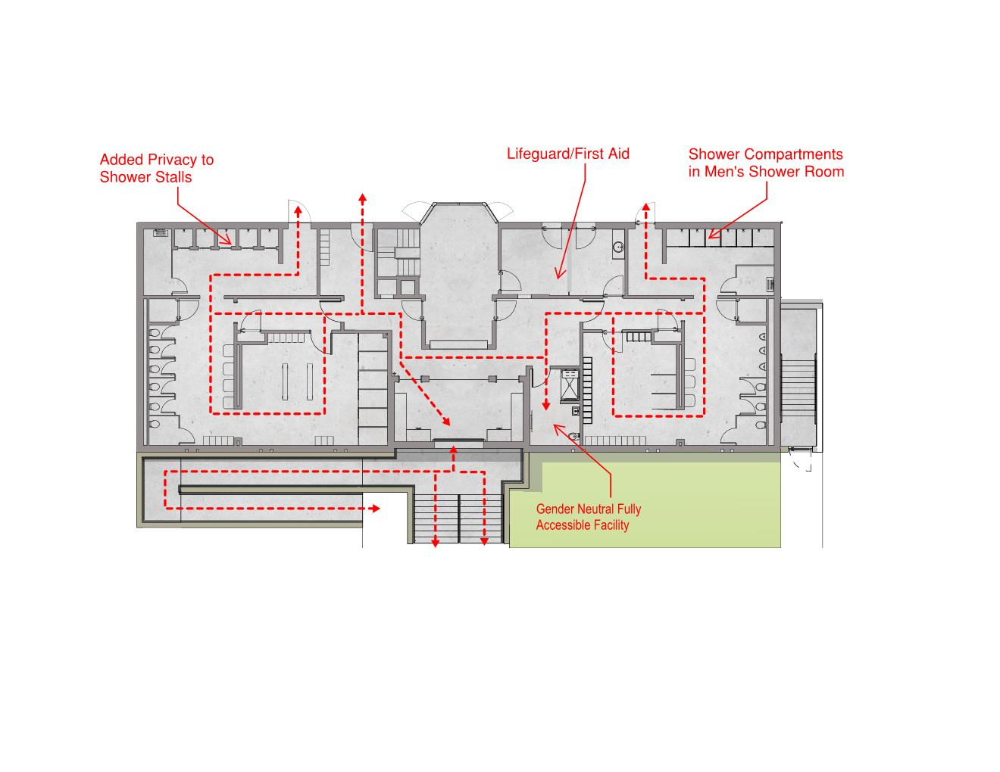 Added Privacy to
Shower Stalls
Lifeguard/First Aid
Shower Compartments
in Men's Shower Room
Gender Neutral Fully
Accessible Facility